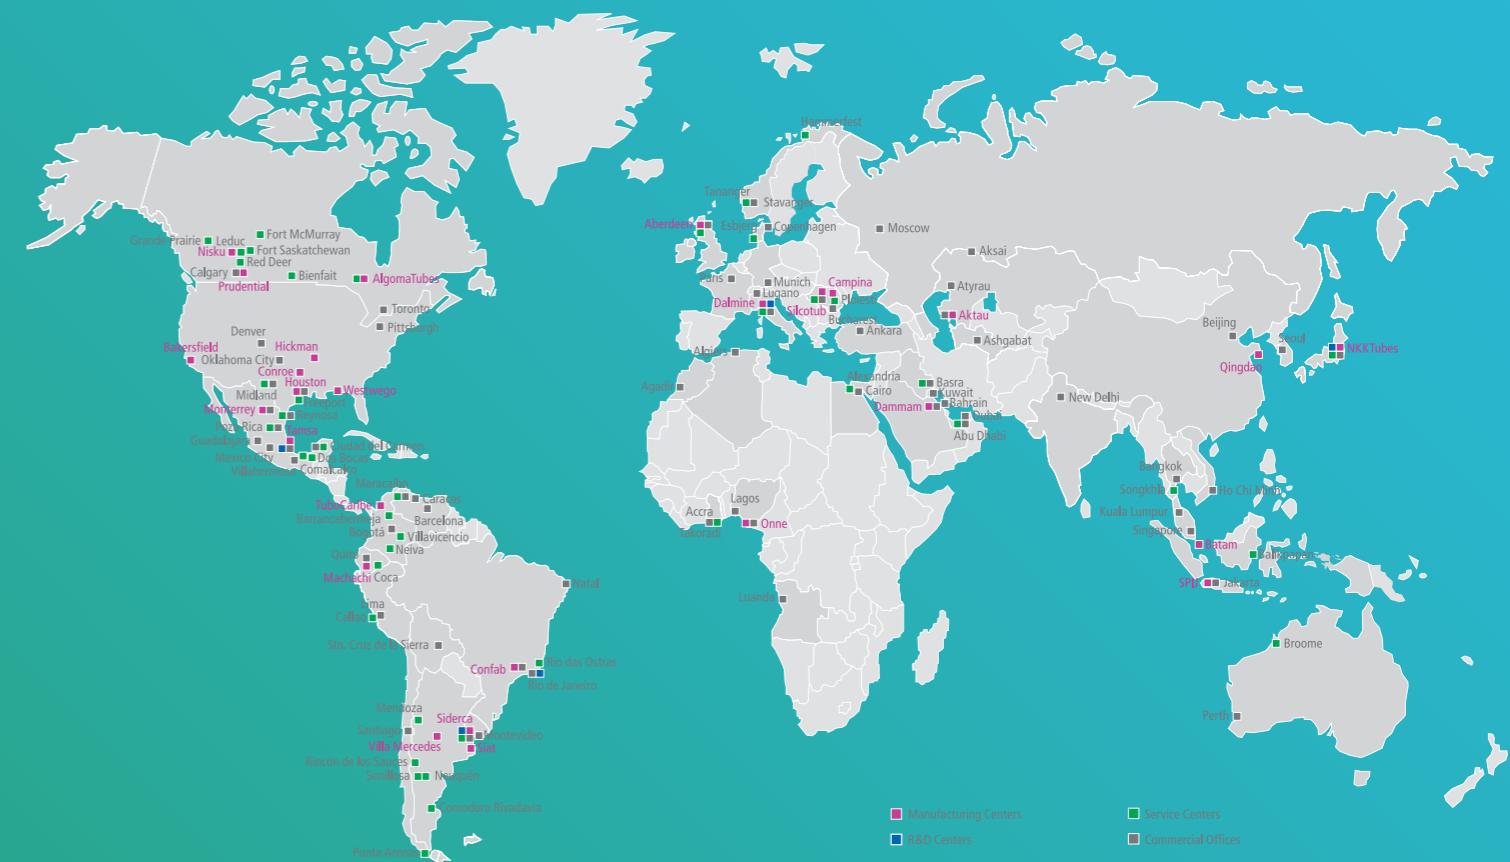 Hammerfest
Tananger
Stavanger
Aberdeen
Esbjerg
Copenhagen
Moscow
Grande Prairie
Leduc
Fort McMurray
Nisku
Fort Saskatchewan
Red Deer
Calgary
Prudential
Bienfait
AlgomaTubes
Aksai
Paris
Munich
Lugano
Campina
Dalmine
Silcotub
Ploiesti
Bucharest
Atyrau
Aktau
Toronto
Pittsburgh
Denver
Bakersfield
Hickman
Oklahoma City
Conroe
Houston
Midland
Westwego
Freeport
Monterrey
Reynosa
Poza Rica
Tamsa
Guadalajara
Ciudad del Carmen
Mexico City
Dos Bocas
Villahermosa
Comalcalco
Ankara
Ashgabat
Algiers
Agadir
Alexandria
Cairo
Basra
Kuwait
Bahrain
Dammam
Dubai
Abu Dhabi
New Delhi
Beijing
Seoul
Qingdao
NKKTubes
Maracaibo
Caracas
TuboCaribe
Barcelona
Barrancabermeja
Bogotá
Villavicencio
Neiva
Quito
Machachi
Coca
Lima
Callao
Natal
Sto. Cruz de la Sierra
Confab
Rio das Ostras
Rio de Janeiro
Mendoza
Siderca
Santiago
Montevideo
Villa Mercedes
Siat
Rincón de los Sauces
Senillosa
Neuquén
Comodoro Rivadavia
Punta Arenas
Lagos
Accra
Takoradi
Onne
Luanda
Bangkok
Songkhla
Ho Chi Minh
Kuala Lumpur
Singapore
Batam
Balikpapan
SPIJ
Jakarta
Broome
Perth
Manufacturing Centers
Service Centers
R&D Centers
Commercial Offices